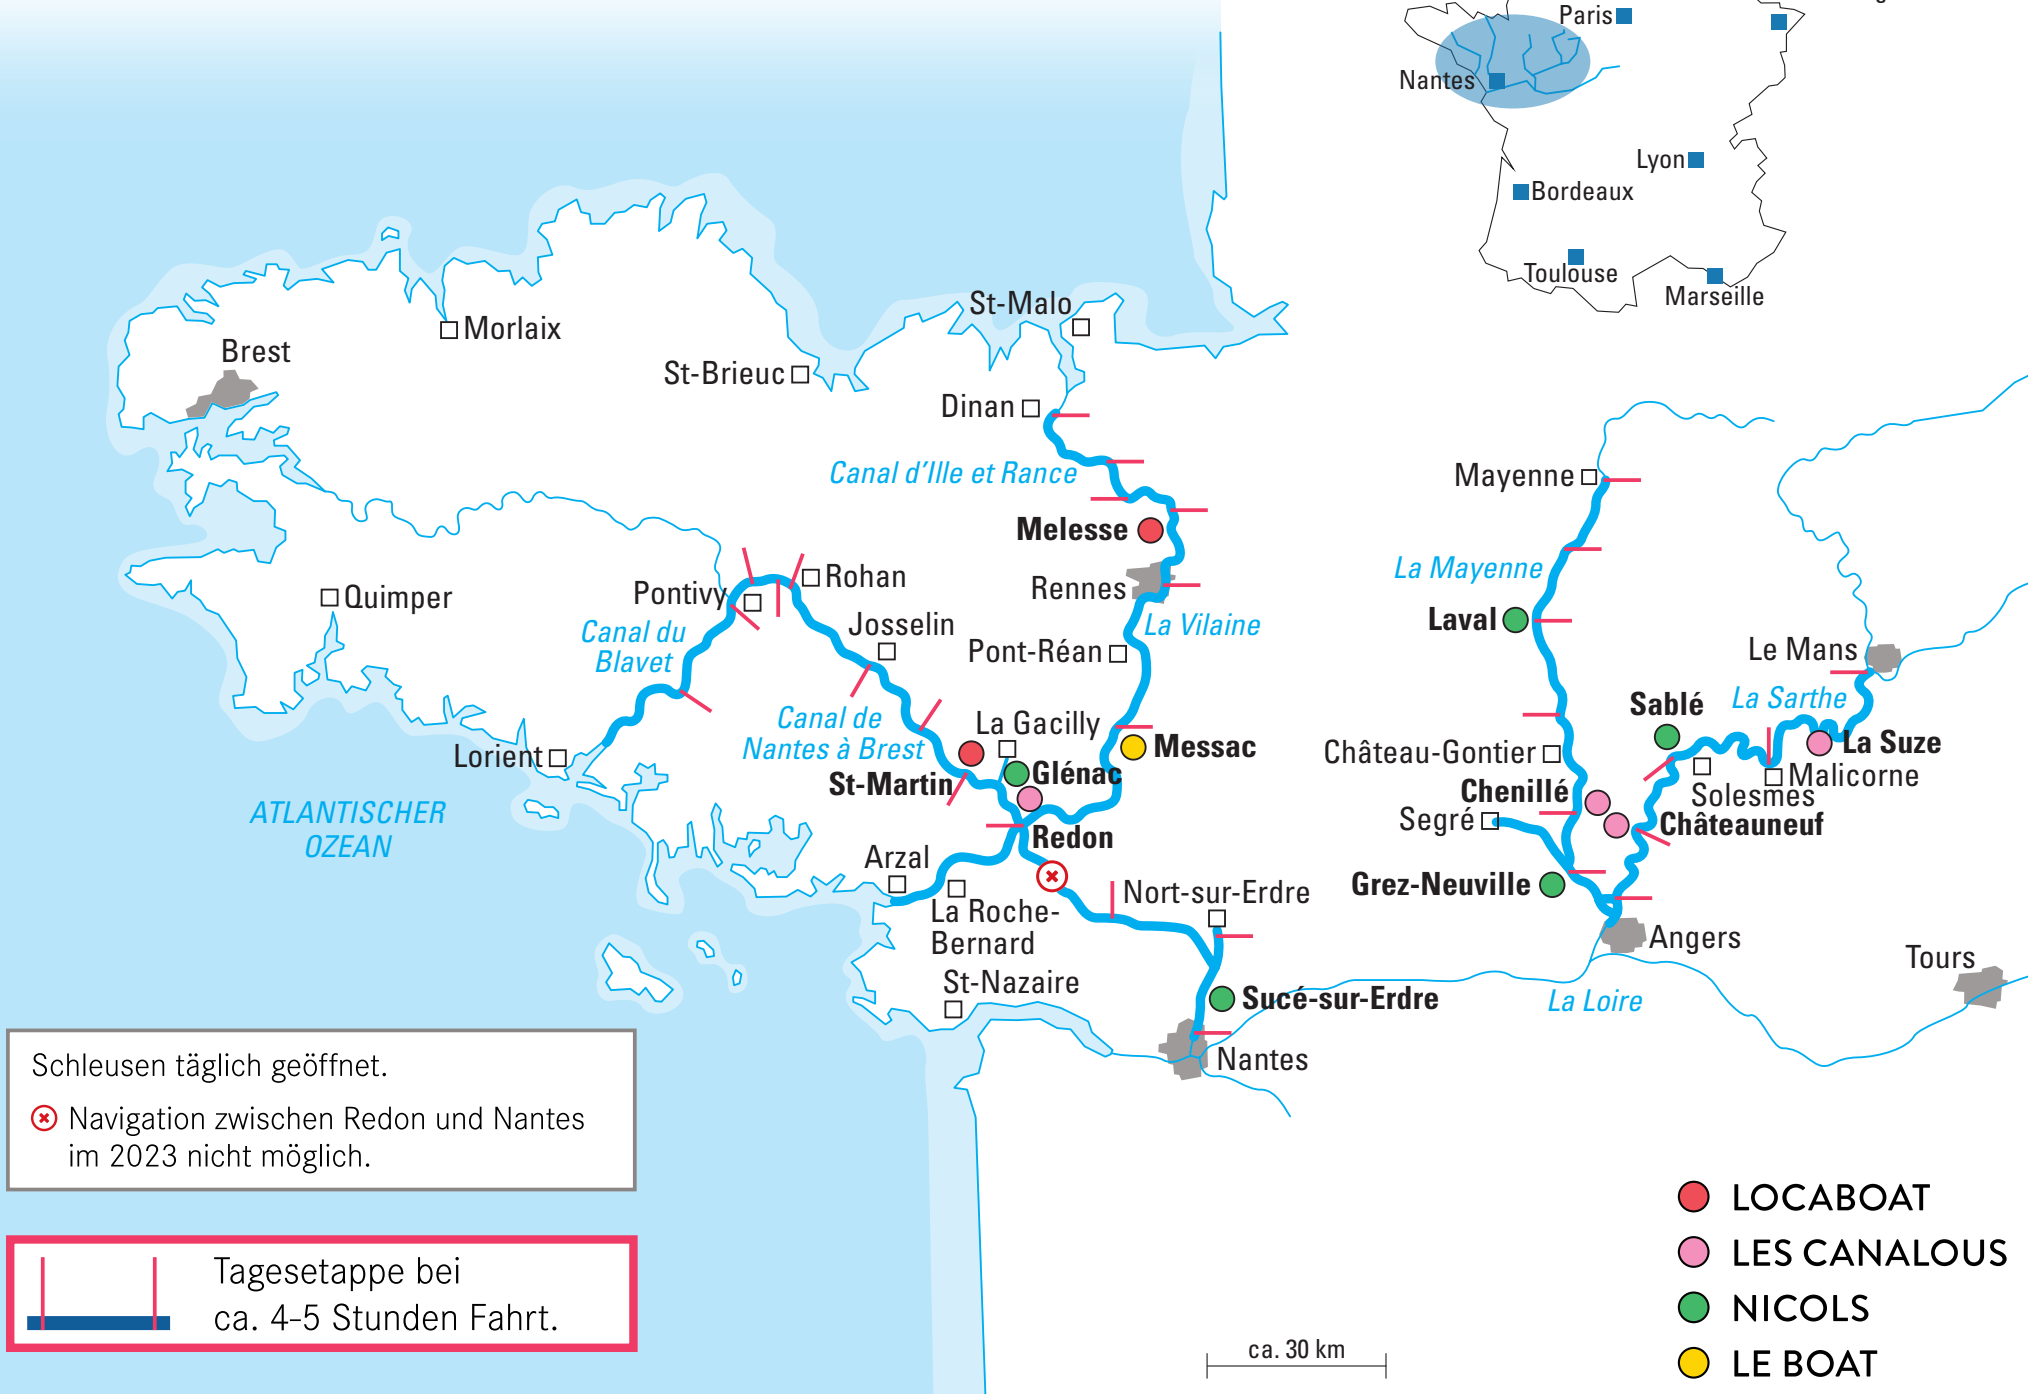 Paris
Nantes
Lyon
Bordeaux
Toulouse
Marseille
St-Malo
Morlaix
Brest
St-Brieuc
Dinan
Canal d'Ille et Rance
Mayenne
Melesse
La Mayenne
Rohan
Rennes
Pontivy
Quimper
Laval
Josselin
La Vilaine
Canal du
Blavet
Pont-Réan
Le Mans
La Sarthe
Sablé
Canal de
Nantes à Brest
La Gacilly
Messac
La Suze
Lorient
Château-Gontier
Glénac
Malicorne
St-Martin
Chenillé
Solesmes
ATLANTISCHER
OZEAN
Segré
Châteauneuf
Redon
Arzal
Grez-Neuville
Nort-sur-Erdre
La Roche-
Bernard
Angers
Tours
St-Nazaire
Sucé-sur-Erdre
La Loire
Nantes
Schleusen täglich geöffnet.
Navigation zwischen Redon und Nantes
im 2023 nicht möglich.
Tagesetappe bei
ca. 4-5 Stunden Fahrt.
ca. 30 km
LOCABOAT
LES CANALOUS
NICOLS
LE BOAT